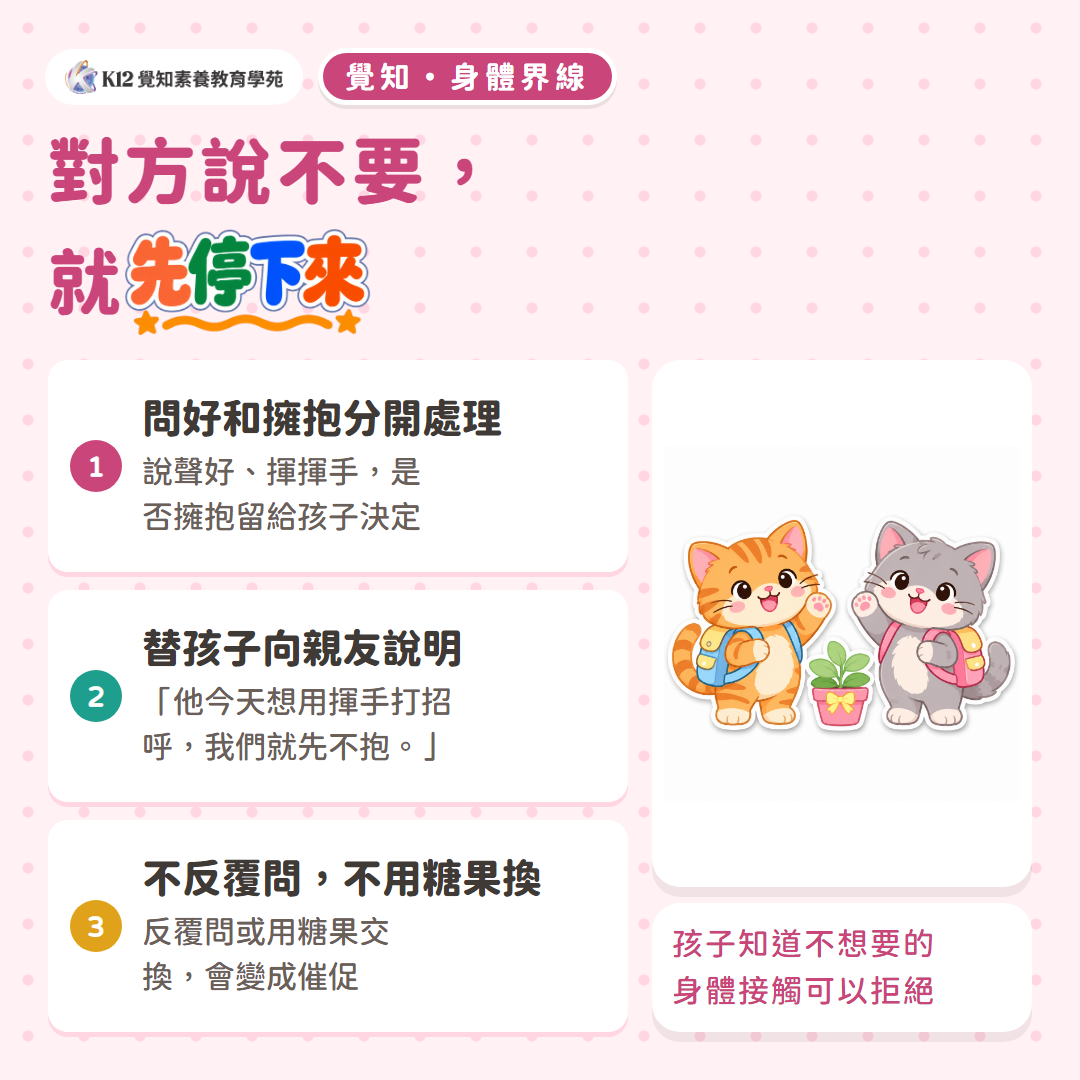 K12 覺知素養教育學苑
覺知・身體界線
對方說不要，
就先停下來
1
問好和擁抱分開處理
說聲好、揮揮手，是
否擁抱留給孩子決定
2
替孩子向親友說明
「他今天想用揮手打招
呼，我們就先不抱。」
3
不反覆問，不用糖果換
反覆問或用糖果交
換，會變成催促
孩子知道不想要的
身體接觸可以拒絕